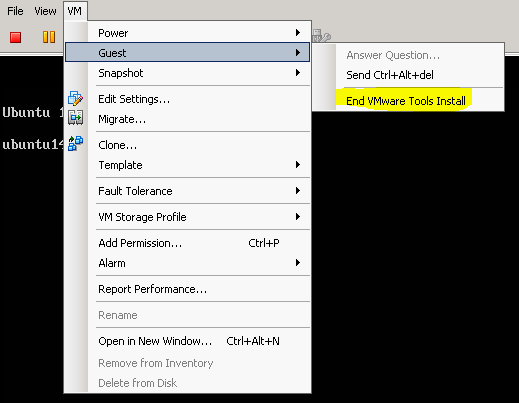 File View VM
Power
Guest
Answer Question...
Snapshot
Send Ctrl+Alt+del
Edit Settings...
End VMware Tools Install
Migrate...
Ubuntu 1
Clone...
ubuntu14
Template
Fault Tolerance
VM Storage Profile
Add Permission... Ctrl+P
Alarm
Report Performance...
Rename
Open in New Window... Ctrl+Alt+N
Remove from Inventory
Delete from Disk